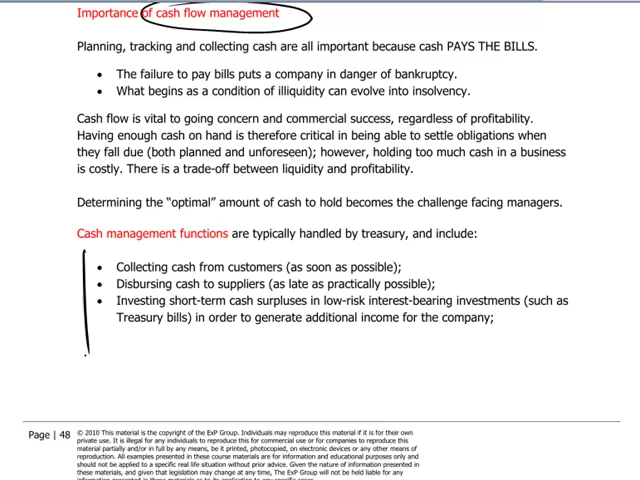 Importance of cash flow management
Planning, tracking and collecting cash are all important because cash PAYS THE BILLS.
• The failure to pay bills puts a company in danger of bankruptcy.
• What begins as a condition of illiquidity can evolve into insolvency.
Cash flow is vital to going concern and commercial success, regardless of profitability.
Having enough cash on hand is therefore critical in being able to settle obligations when
they fall due (both planned and unforeseen); however, holding too much cash in a business
is costly. There is a trade-off between liquidity and profitability.
Determining the “optimal” amount of cash to hold becomes the challenge facing managers.
Cash management functions are typically handled by treasury, and include:
• Collecting cash from customers (as soon as possible);
• Disbursing cash to suppliers (as late as practically possible);
• Investing short-term cash surpluses in low-risk interest-bearing investments (such as
Treasury bills) in order to generate additional income for the company;
Page | 48 © 2010 This material is the copyright of the ExP Group. Individuals may reproduce this material if it is for their own
private use. It is illegal for any individuals to reproduce this for commercial use or for companies to reproduce this
material partially and/or in full by any means, be it printed, photocopied, on electronic devices or any other means of
reproduction. All examples presented in these course materials are for information and educational purposes only and
should not be applied to a specific real life situation without prior advice. Given the nature of information presented in
these materials, and given that legislation may change at any time, The ExP Group will not be held liable for any